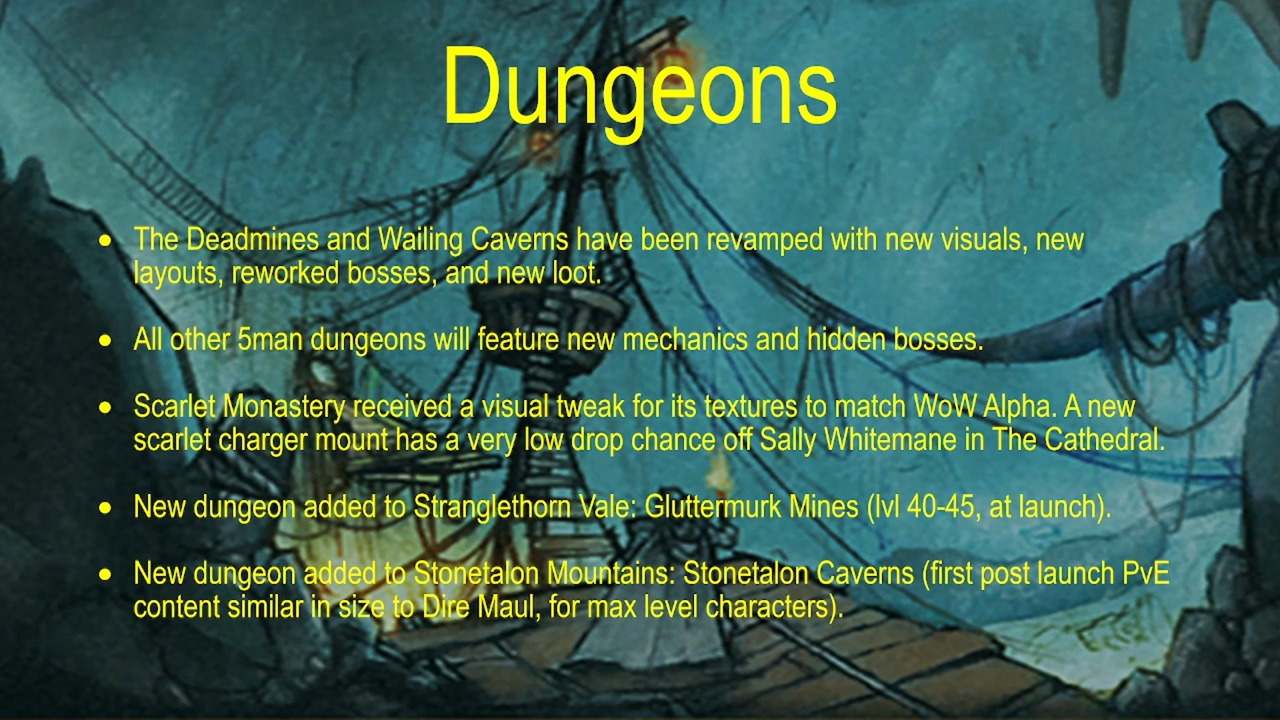 Dungeons
• The Deadmines and Wailing Caverns have been revamped with new visuals, new
layouts, reworked bosses, and new loot.
• All other 5man dungeons will feature new mechanics and hidden bosses.
• Scarlet Monastery received a visual tweak for its textures to match WoW Alpha. A new
scarlet charger mount has a very low drop chance off Sally Whitemane in The Cathedral.
• New dungeon added to Stranglethorn Vale: Gluttermurk Mines (lvl 40-45, at launch).
• New dungeon added to Stonetalon Mountains: Stonetalon Caverns (first post launch PvE
content similar in size to Dire Maul, for max level characters).